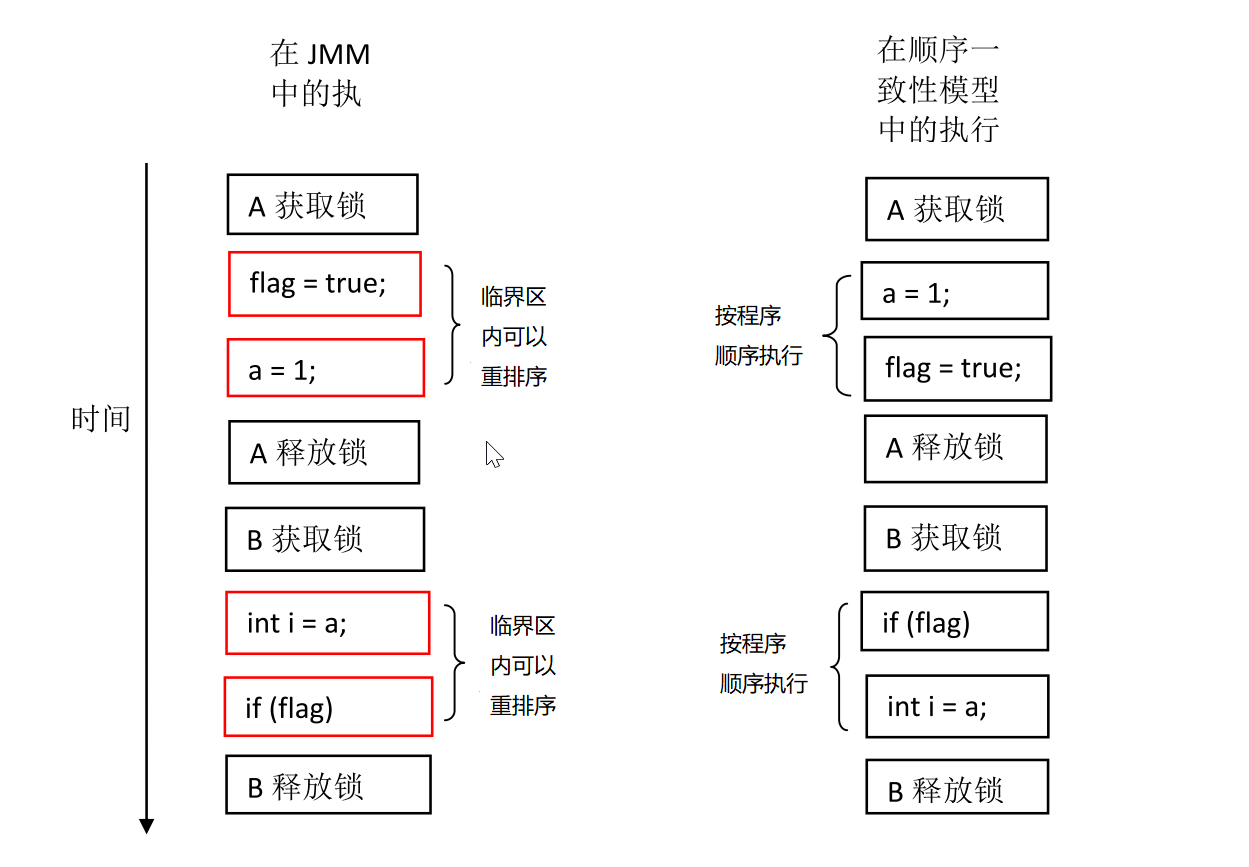 在 JMM
中的执
在顺序一
致性模型
中的执行
时间
A 获取锁
flag = true;
a = 1;
临界区
内可以
重排序
A 释放锁
B 获取锁
int i = a;
if (flag)
临界区
内可以
重排序
B 释放锁
A 获取锁
a = 1;
flag = true;
按程序
顺序执行
A 释放锁
B 获取锁
if (flag)
int i = a;
按程序
顺序执行
B 释放锁